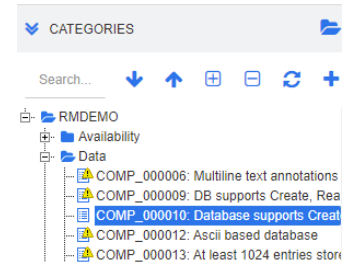 CATEGORIES
Search...
RMDEMO
Availability
Data
COMP_000006: Multiline text annotations
COMP_000009: DB supports Create, Rea
COMP_000010: Database supports Creat
COMP_000012: Ascii based database
COMP_000013: At least 1024 entries store